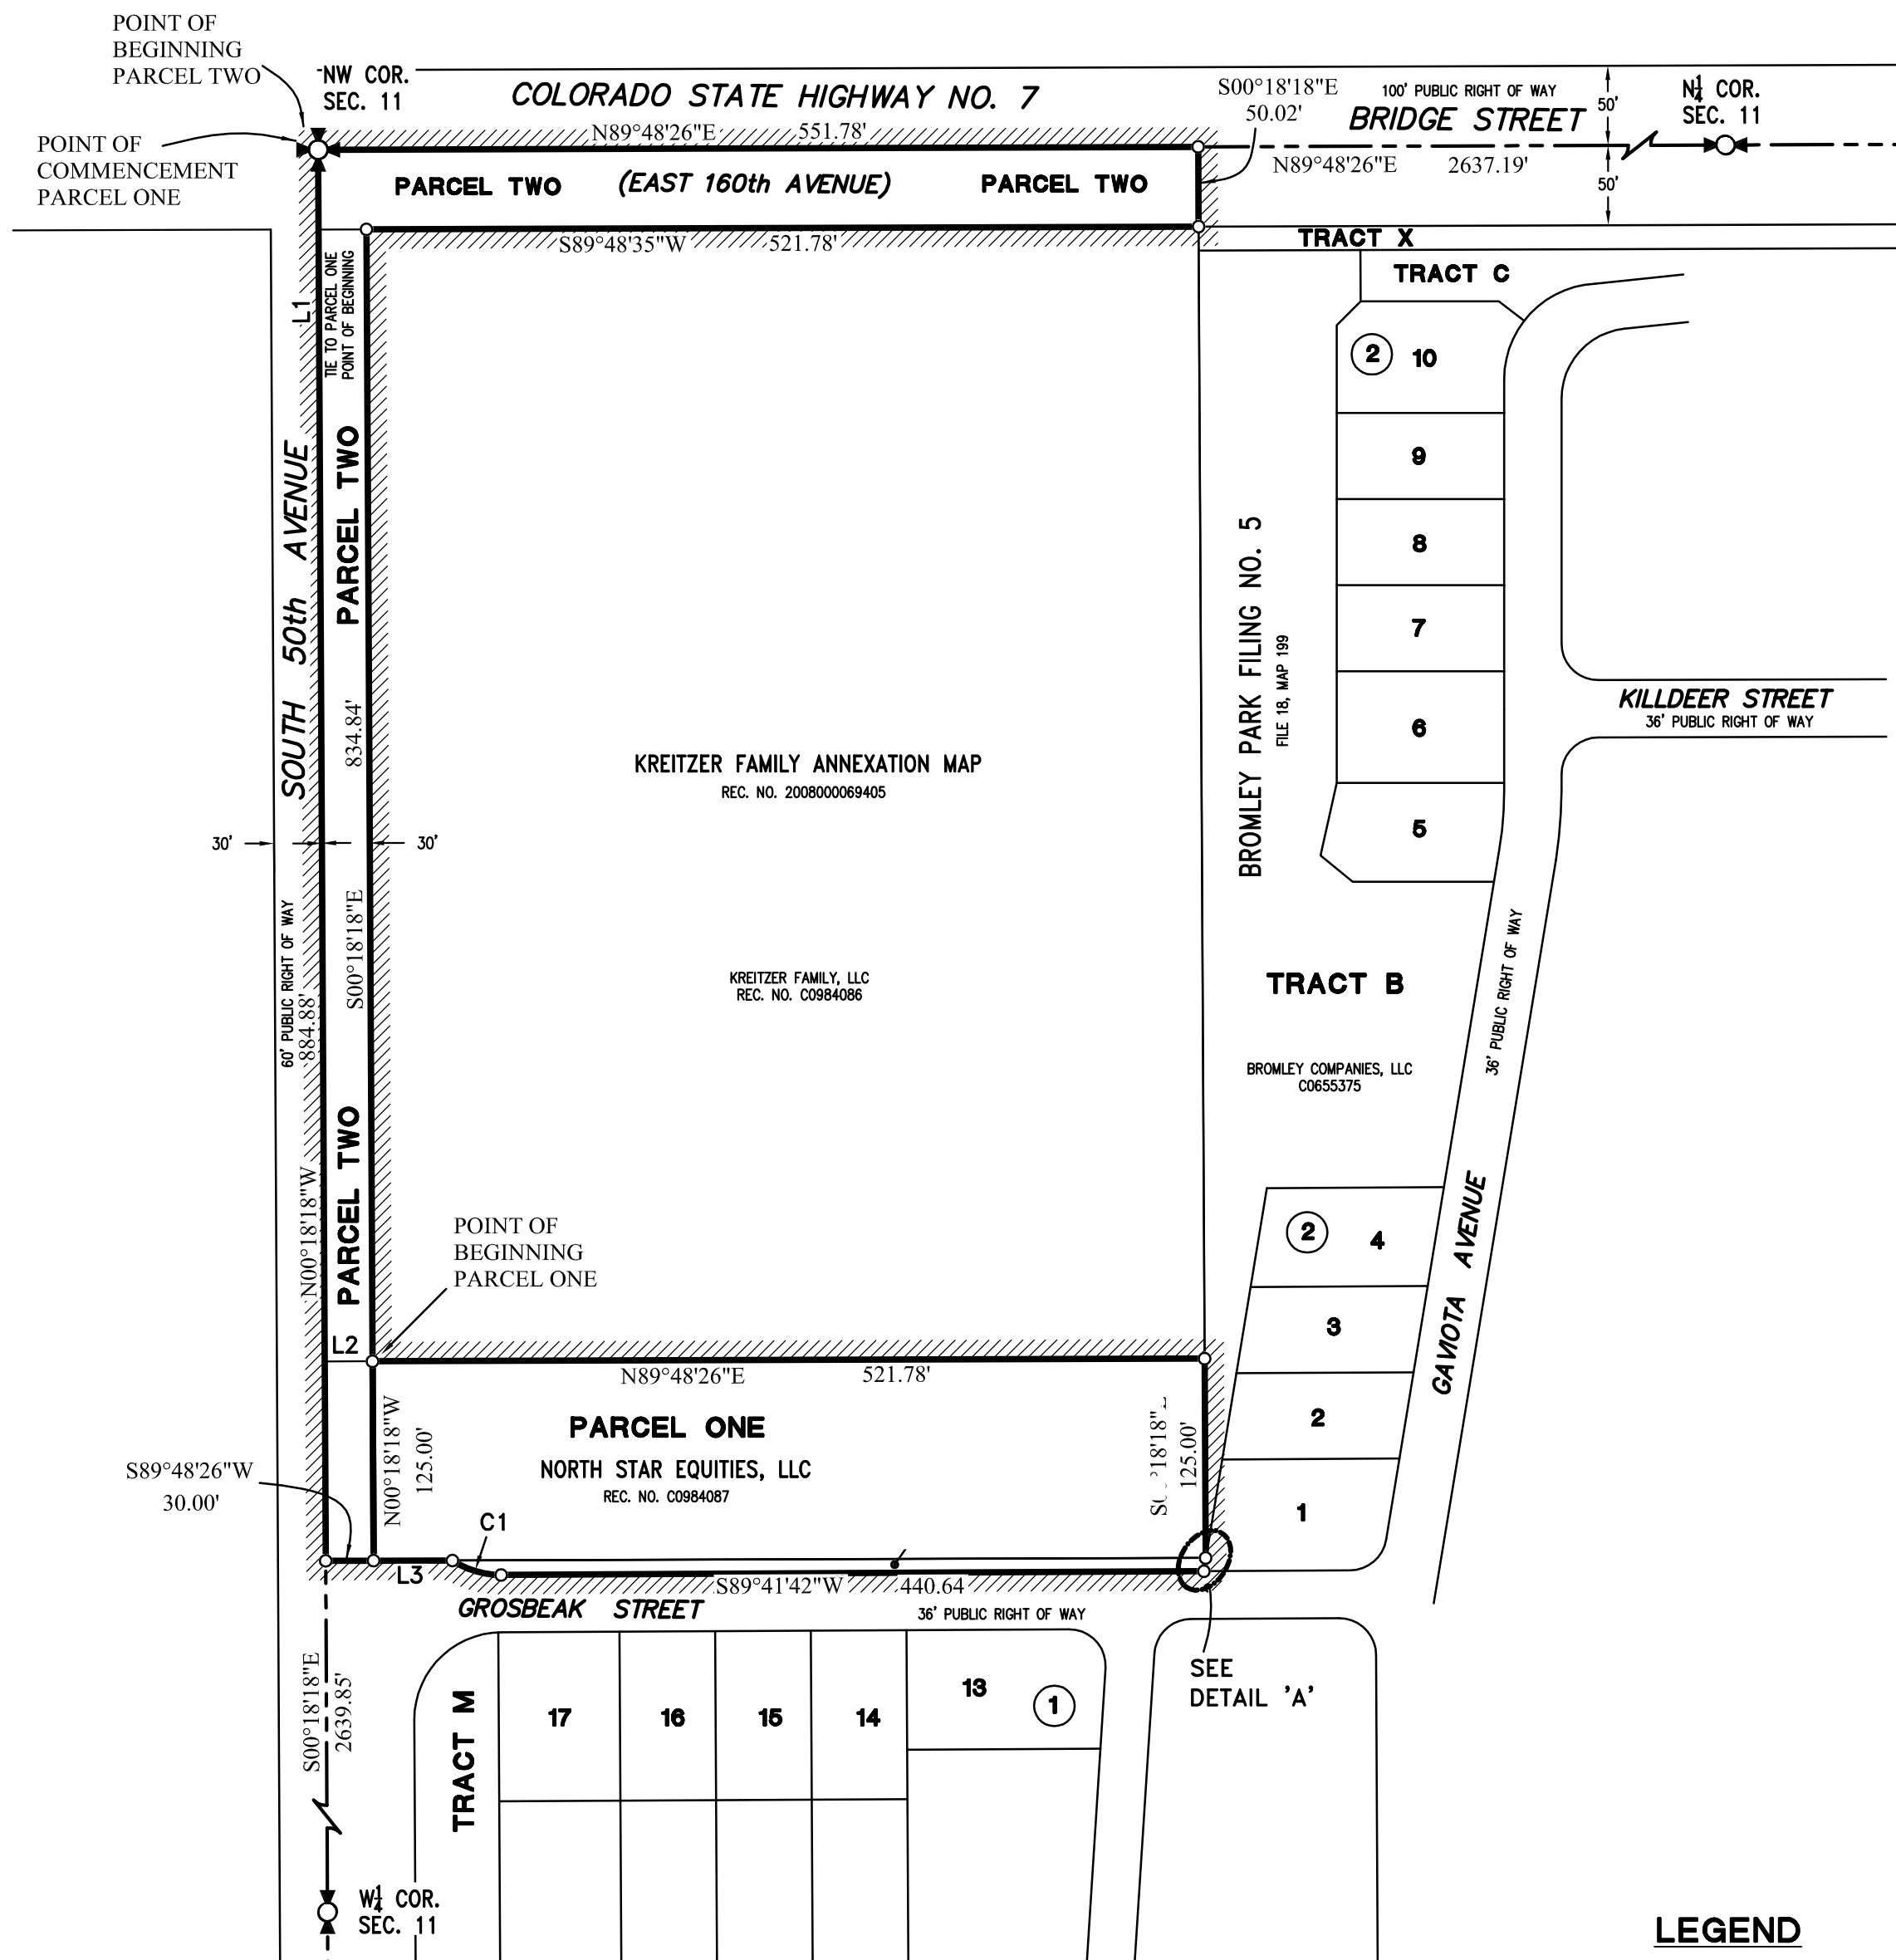 POINT OF
BEGINNING
PARCEL TWO
NW COR.
SEC. 11
COLORADO STATE HIGHWAY NO. 7
S00°18'18"E
50.02'
100' PUBLIC RIGHT OF WAY
BRIDGE STREET
50'
N1/4 COR.
SEC. 11
POINT OF
COMMENCEMENT
PARCEL ONE
N89°48'26"E 551.78'
N89°48'26"E 2637.19'
50'
PARCEL TWO
(EAST 160th AVENUE)
PARCEL TWO
S89°48'35"W 521.78'
TRACT X
TRACT C
L1
TIE TO PARCEL ONE
POINT OF BEGINNING
2
10
9
8
7
6
5
SOUTH 50th AVENUE
PARCEL TWO
834.84'
KREITZER FAMILY ANNEXATION MAP
REC. NO. 2008000069405
BROMLEY PARK FILING NO. 5
FILE 18, MAP 199
KILLDEER STREET
36' PUBLIC RIGHT OF WAY
30'
30'
60' PUBLIC RIGHT OF WAY
884.88'
S00°18'18"E
KREITZER FAMILY, LLC
REC. NO. C0984086
TRACT B
36' PUBLIC RIGHT OF WAY
BROMLEY COMPANIES, LLC
C0655375
N00°18'18"W
PARCEL TWO
POINT OF
BEGINNING
PARCEL ONE
2
4
3
2
1
GAVIOTA AVENUE
L2
N89°48'26"E 521.78'
N00°18'18"W
125.00'
PARCEL ONE
NORTH STAR EQUITIES, LLC
REC. NO. C0984087
125.00'
S89°48'26"W
30.00'
C1
L3
S89°41'42"W 440.64
GROSBEAK STREET
36' PUBLIC RIGHT OF WAY
S00°18'18"E
2639.85'
TRACT M
17
16
15
14
13
1
SEE
DETAIL 'A'
W1/4 COR.
SEC. 11
LEGEND